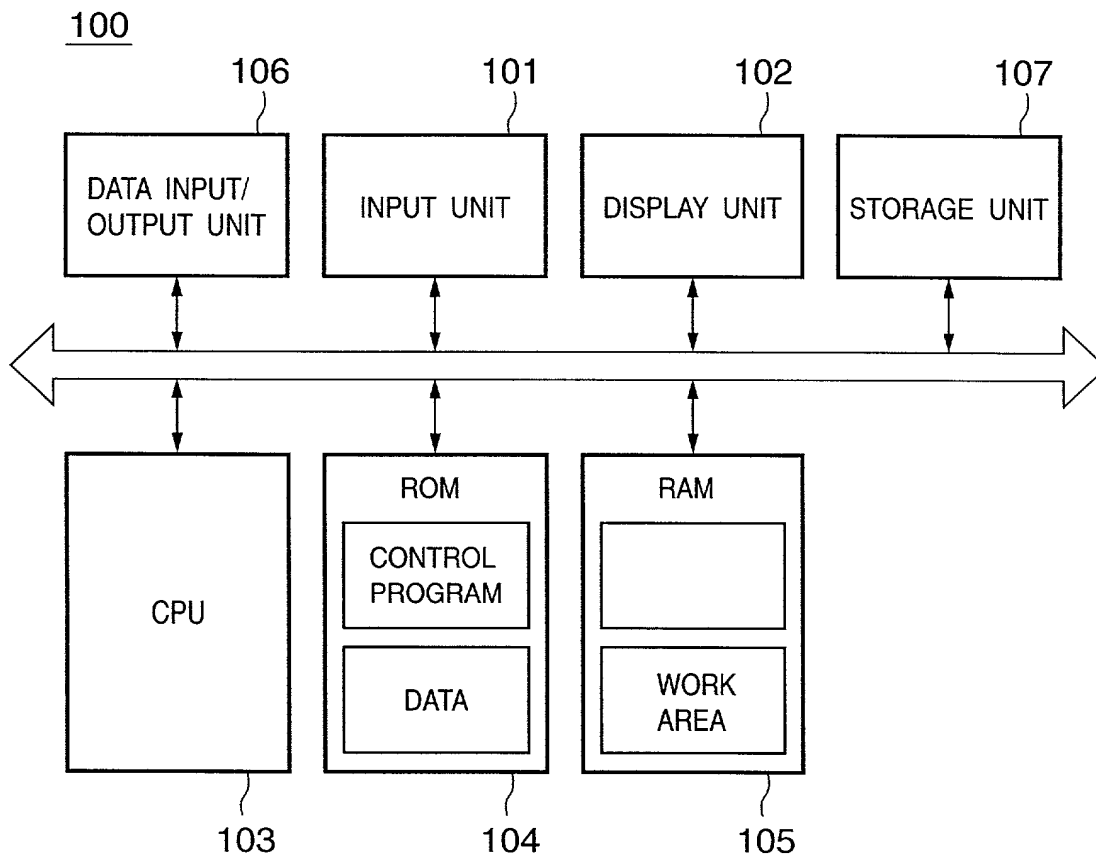 100
106
101
102
107
DATA INPUT/
OUTPUT UNIT
INPUT UNIT
DISPLAY UNIT
STORAGE UNIT
CPU
ROM
CONTROL
PROGRAM
DATA
RAM
WORK
AREA
103
104
105